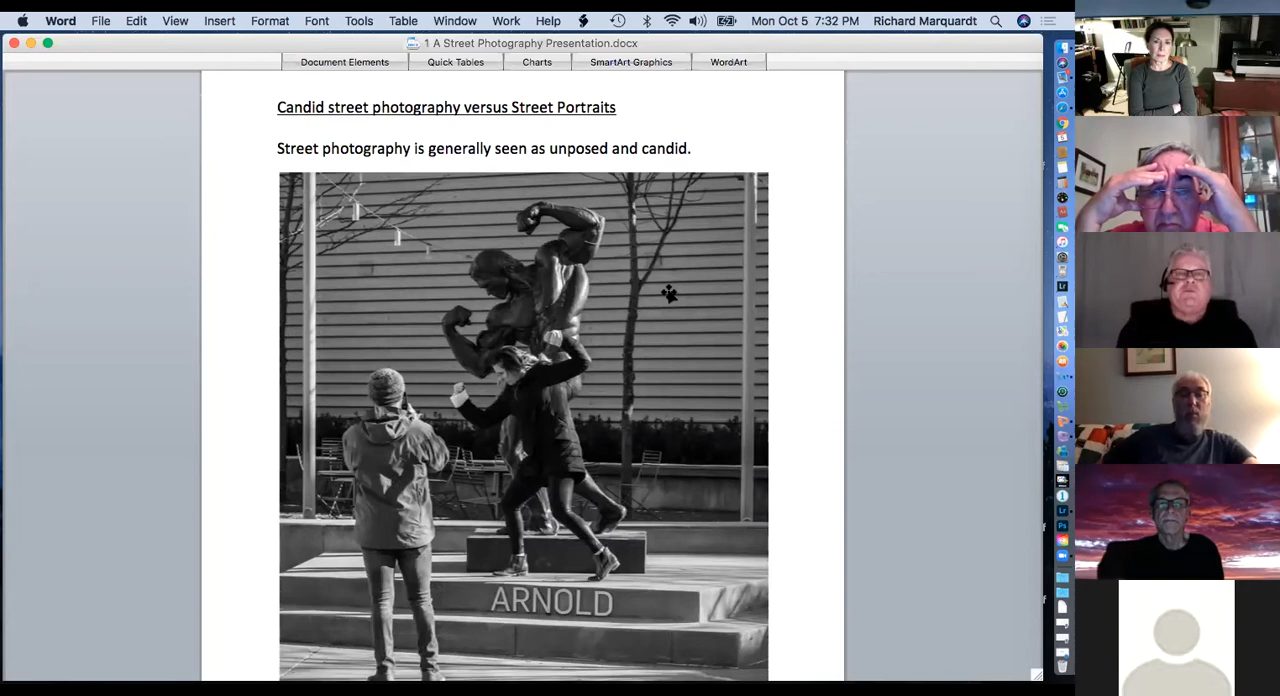 Word File Edit View Insert Format Font Tools Table Window Work Help Mon Oct 5 7:32 PM Richard Marquardt
1 A Street Photography Presentation.docx
Document Elements Quick Tables Charts SmartArt Graphics WordArt
Candid street photography versus Street Portraits
Street photography is generally seen as unposed and candid.
ARNOLD